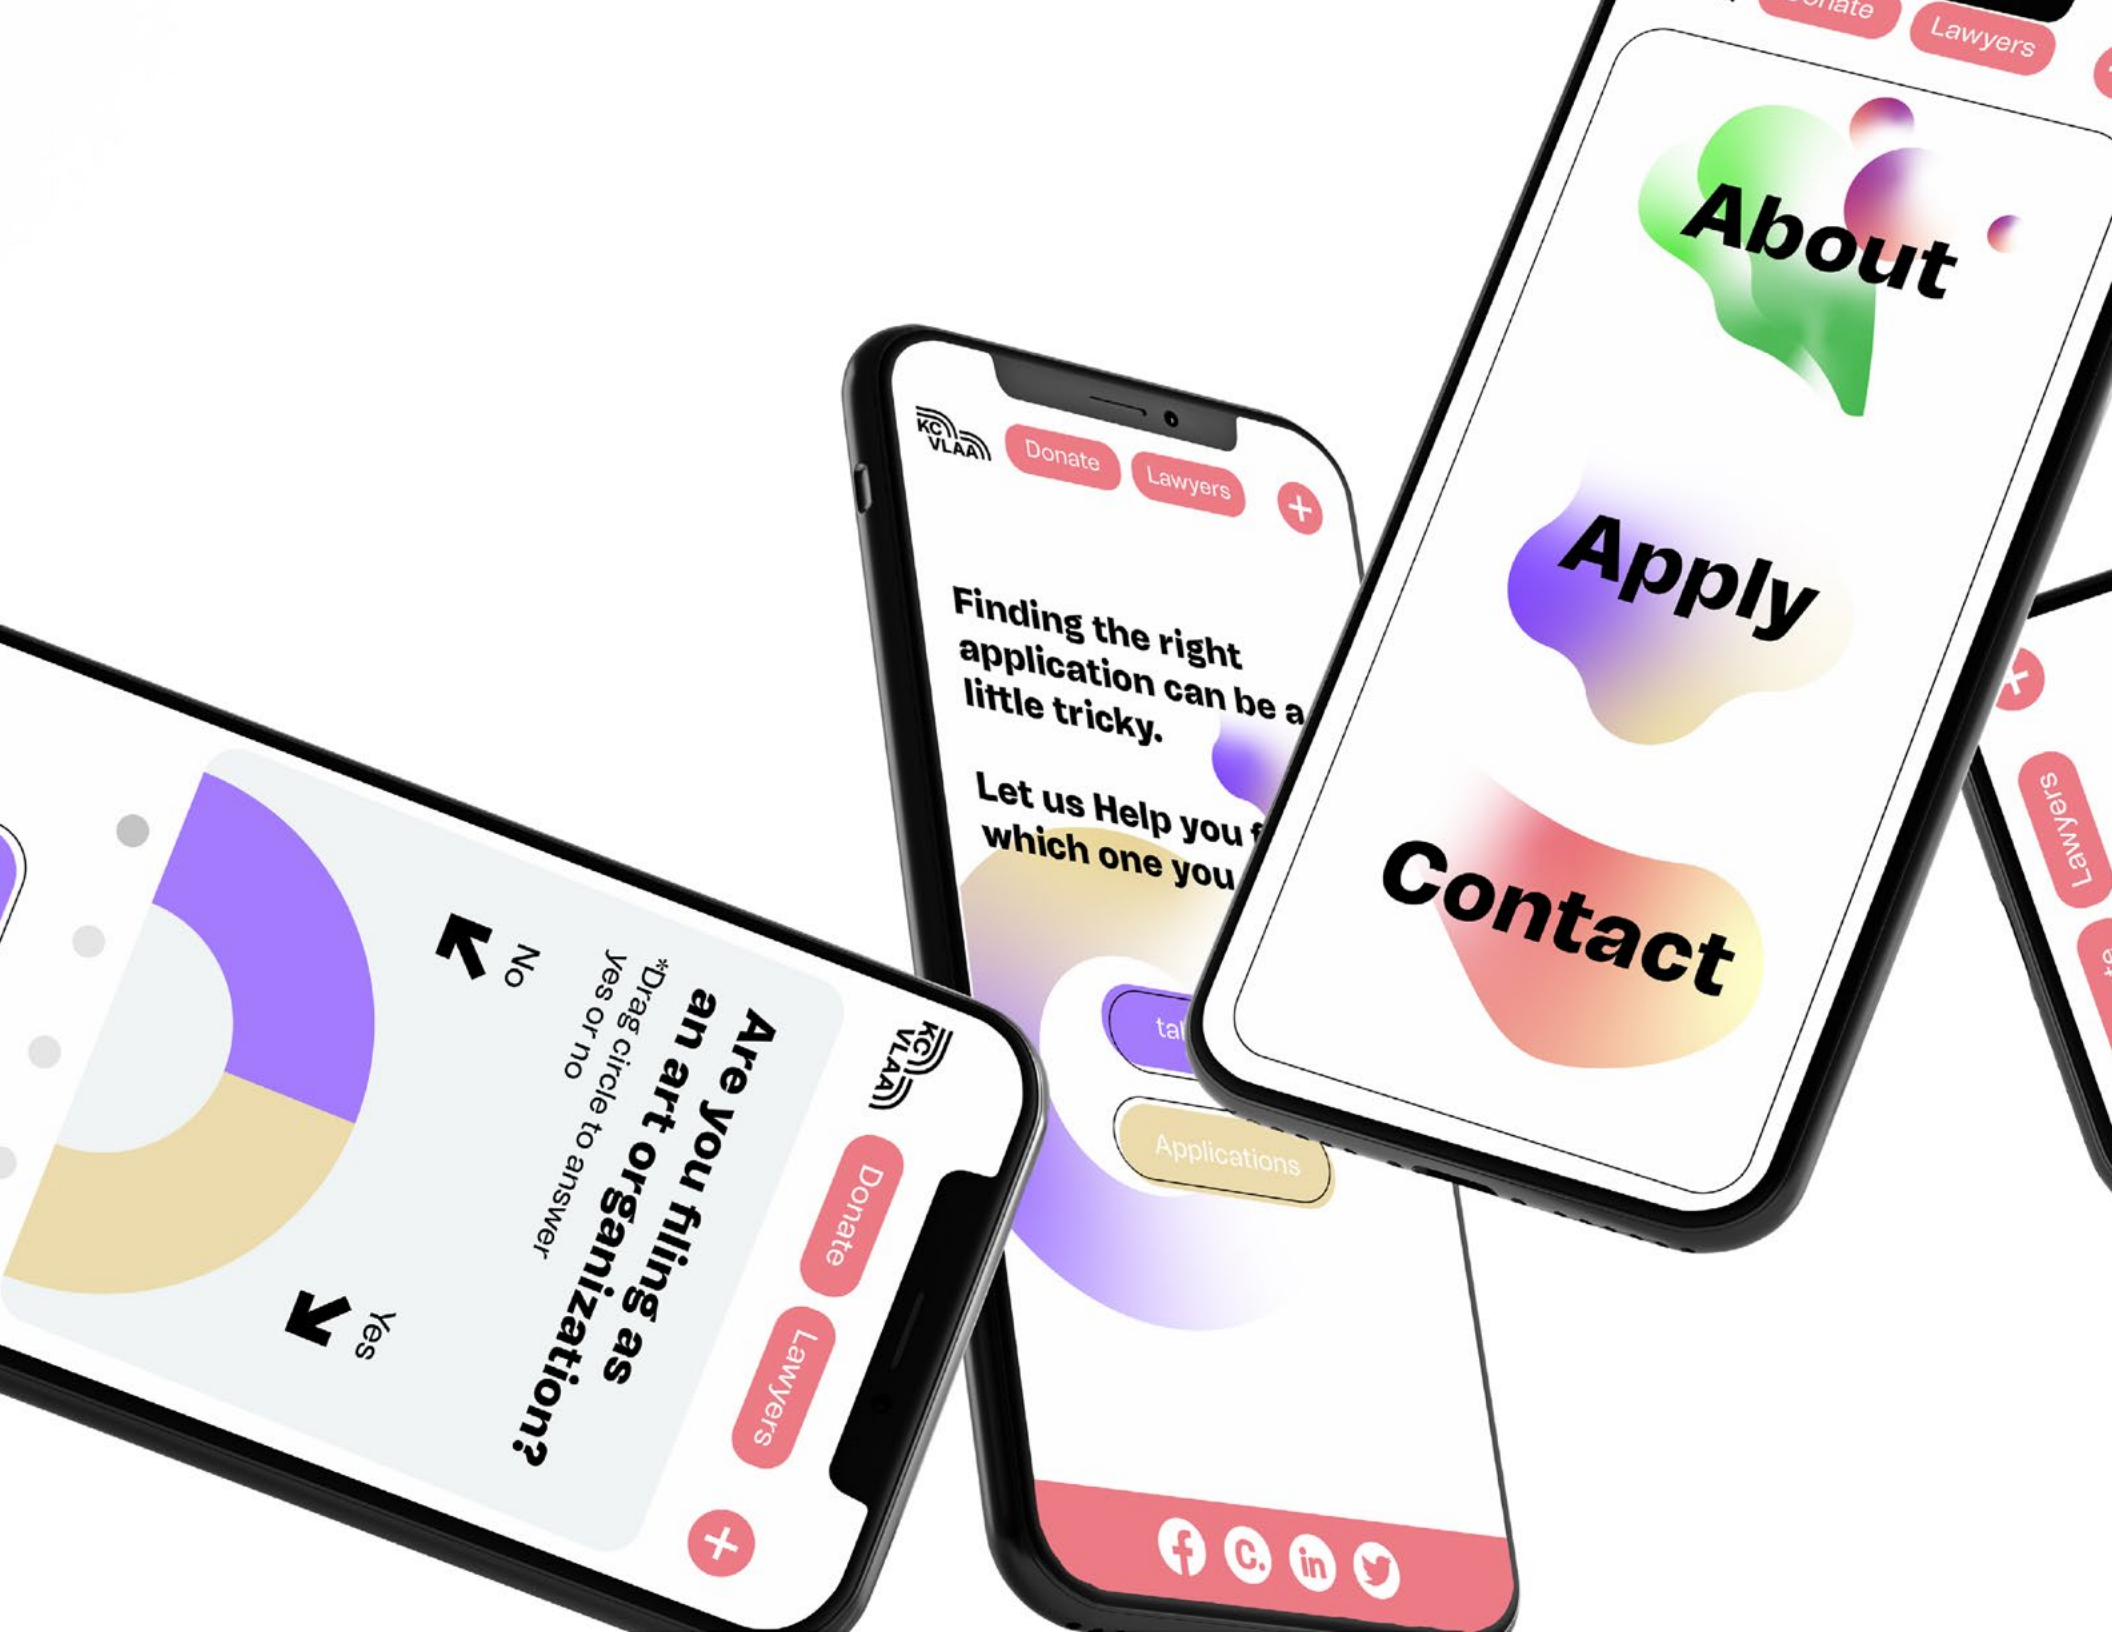 Donate
Lawyers
About
Apply
Contact
KC
VLAA
Donate
Lawyers
Finding the right
application can be a
little tricky.
Let us Help you
which one you
Applications
KC
VLAA
Donate
Lawyers
Are you filing as
an art organization?
*Drag circle to answer
yes or no
No
Yes
Lawyers